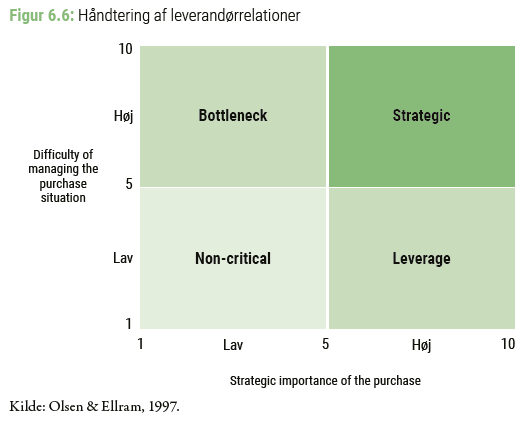 Figur 6.6: Håndtering af leverandørrelationer
10
Høj
Difficulty of
managing the
purchase
situation
5
Lav
1
Bottleneck
Strategic
Non-critical
Leverage
1
Lav
5
Høj
10
Strategic importance of the purchase
Kilde: Olsen & Ellram, 1997.